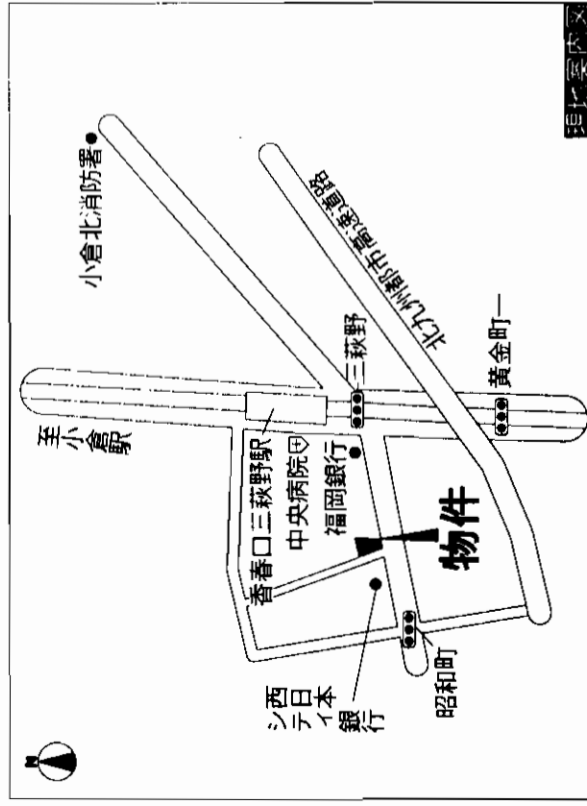 N
至小倉駅
小倉北消防署
香春口三萩野駅
中央病院
福岡銀行
三萩野
北九州都市高速道路
黄金町一
西日本
シティ
銀行
昭和町
物件
現地案内図